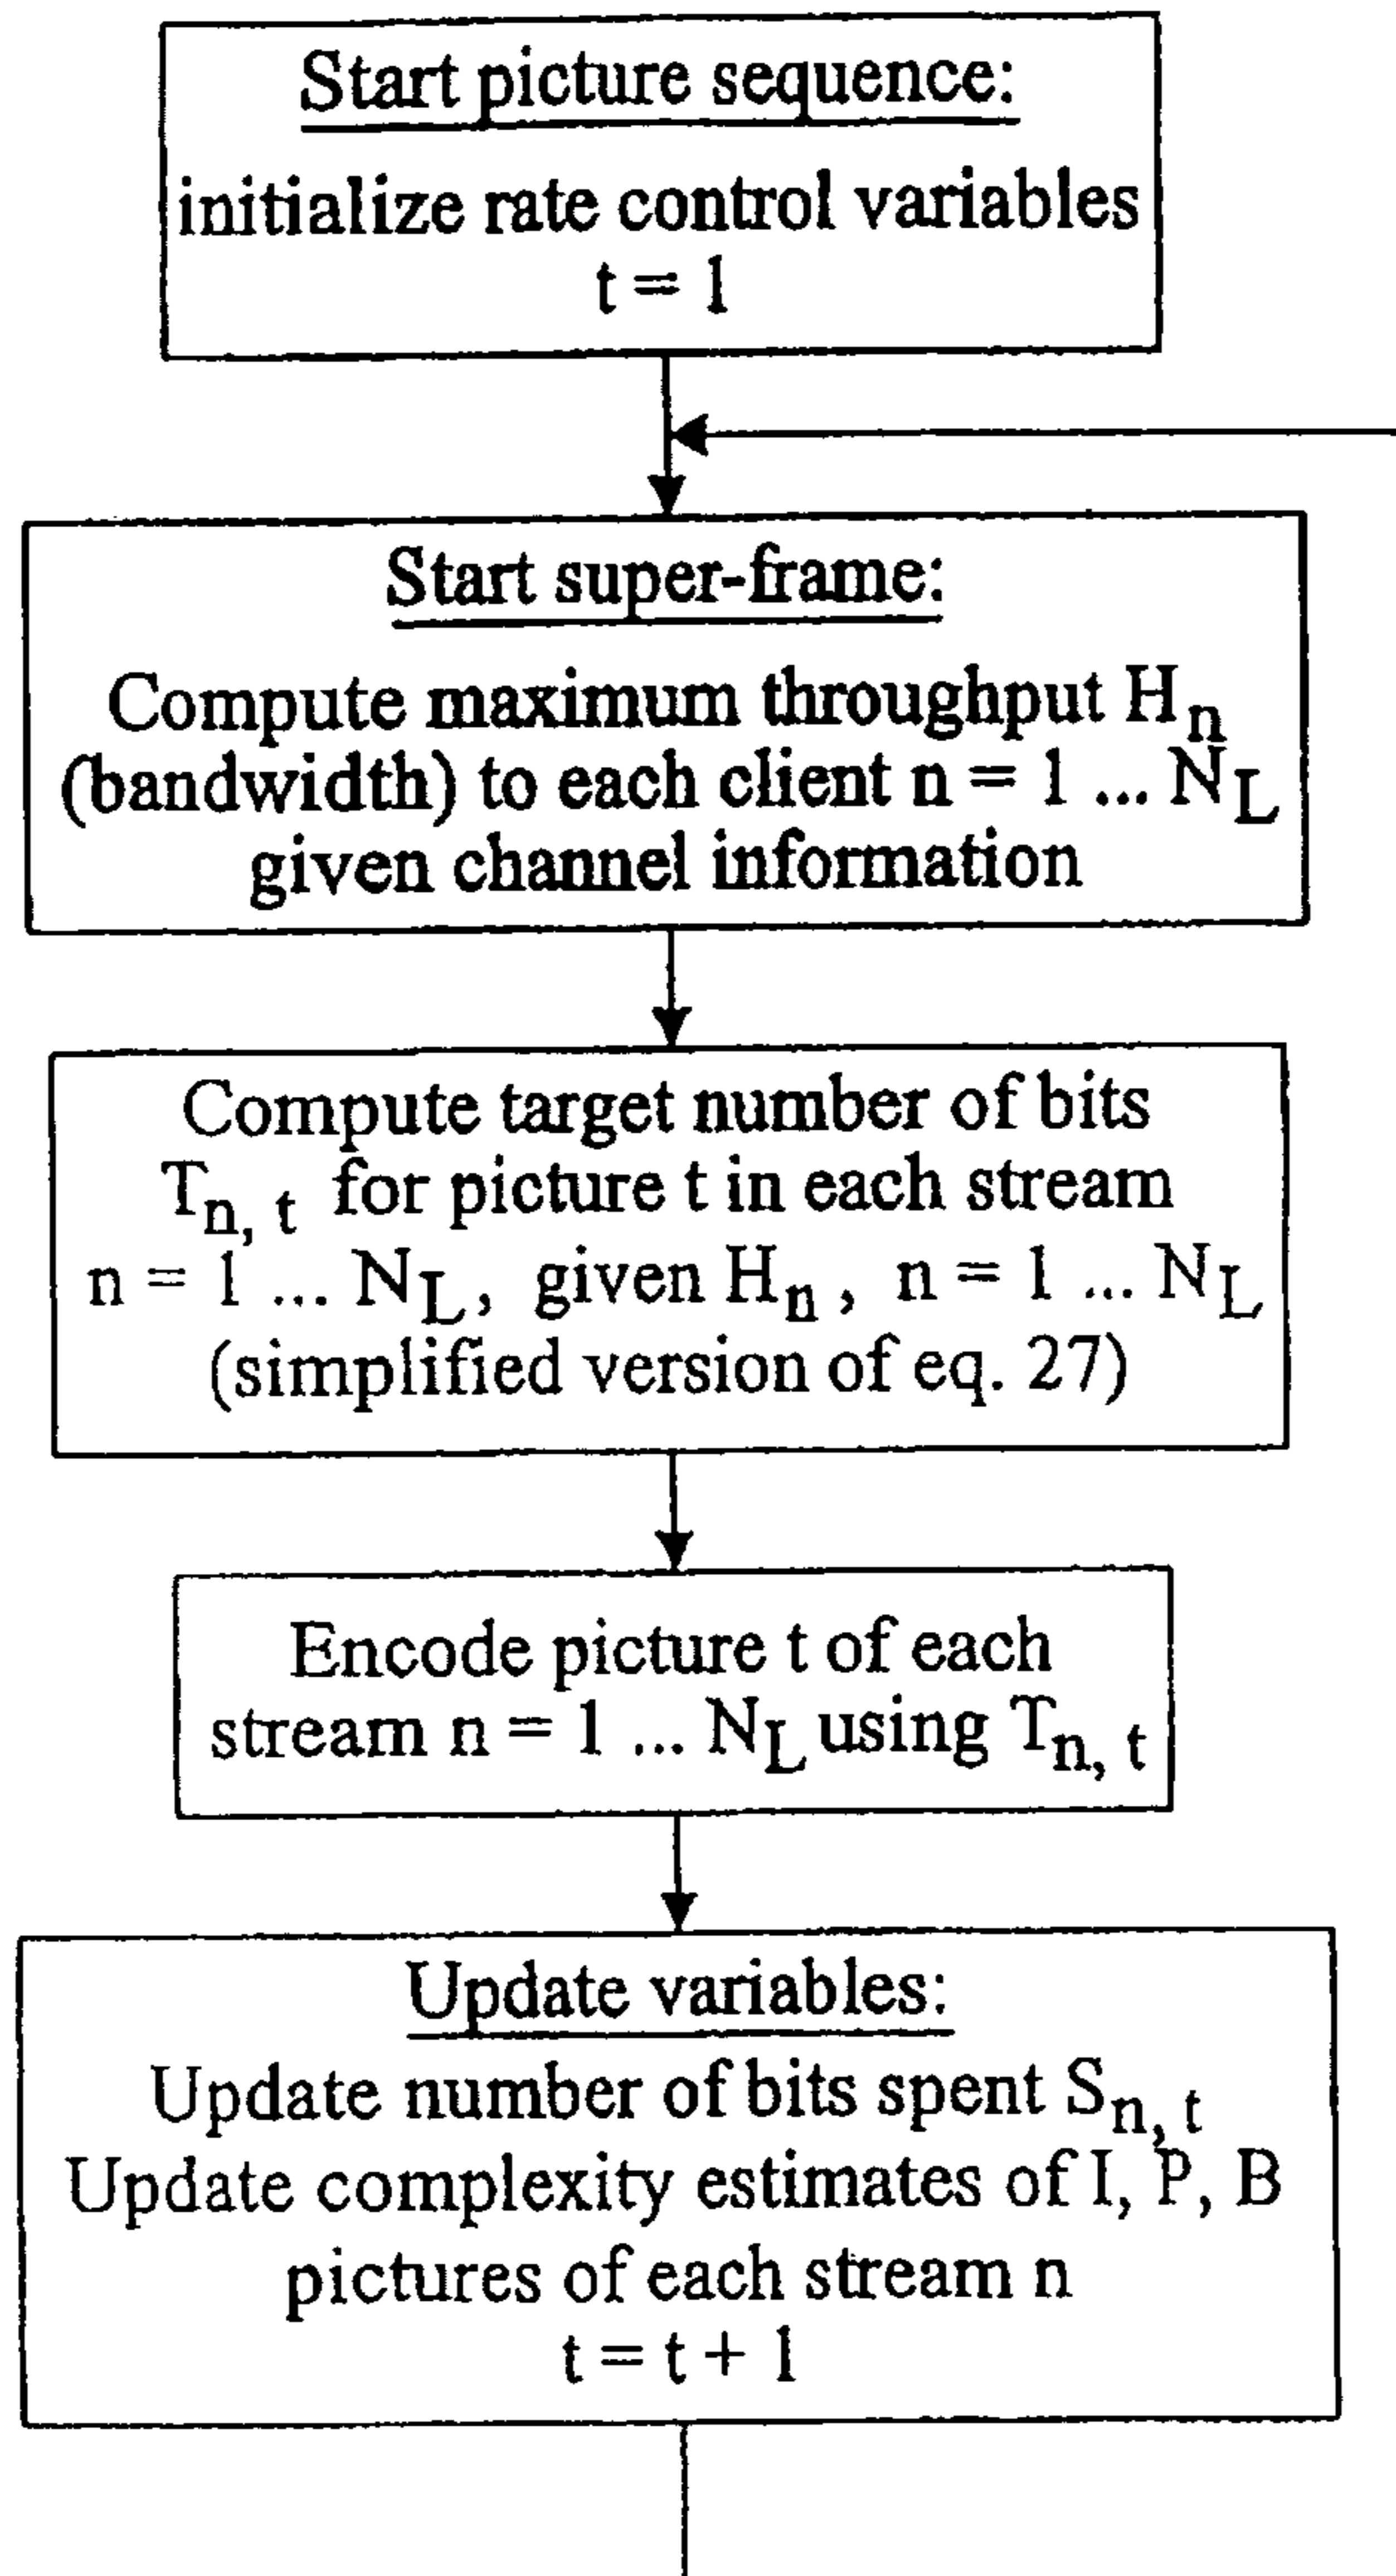 Start picture sequence:
initialize rate control variables
t = 1
Start super-frame:
Compute maximum throughput Hn
(bandwidth) to each client n = 1 ... NL
given channel information
Compute target number of bits
Tn, t for picture t in each stream
n = 1 ... NL, given Hn , n = 1 ... NL
(simplified version of eq. 27)
Encode picture t of each
stream n = 1 ... NL using Tn, t
Update variables:
Update number of bits spent Sn, t
Update complexity estimates of I, P, B
pictures of each stream n
t = t + 1